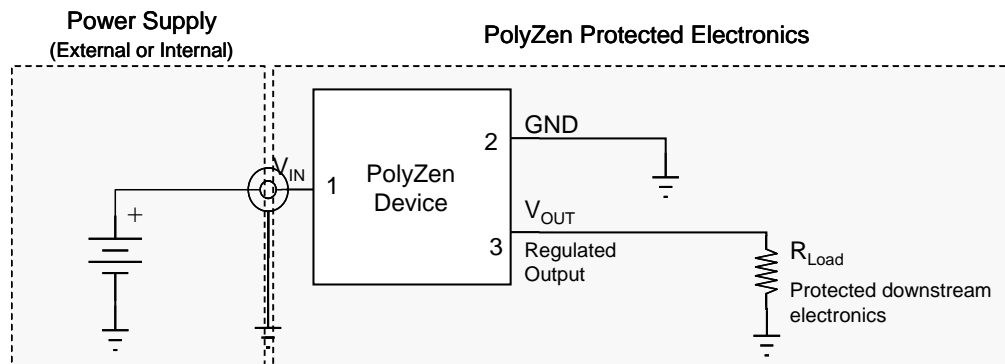 Power Supply
(External or Internal)
PolyZen Protected Electronics
V_IN
1
PolyZen
Device
2
GND
3
V_OUT
Regulated
Output
+
R_Load
Protected downstream
electronics